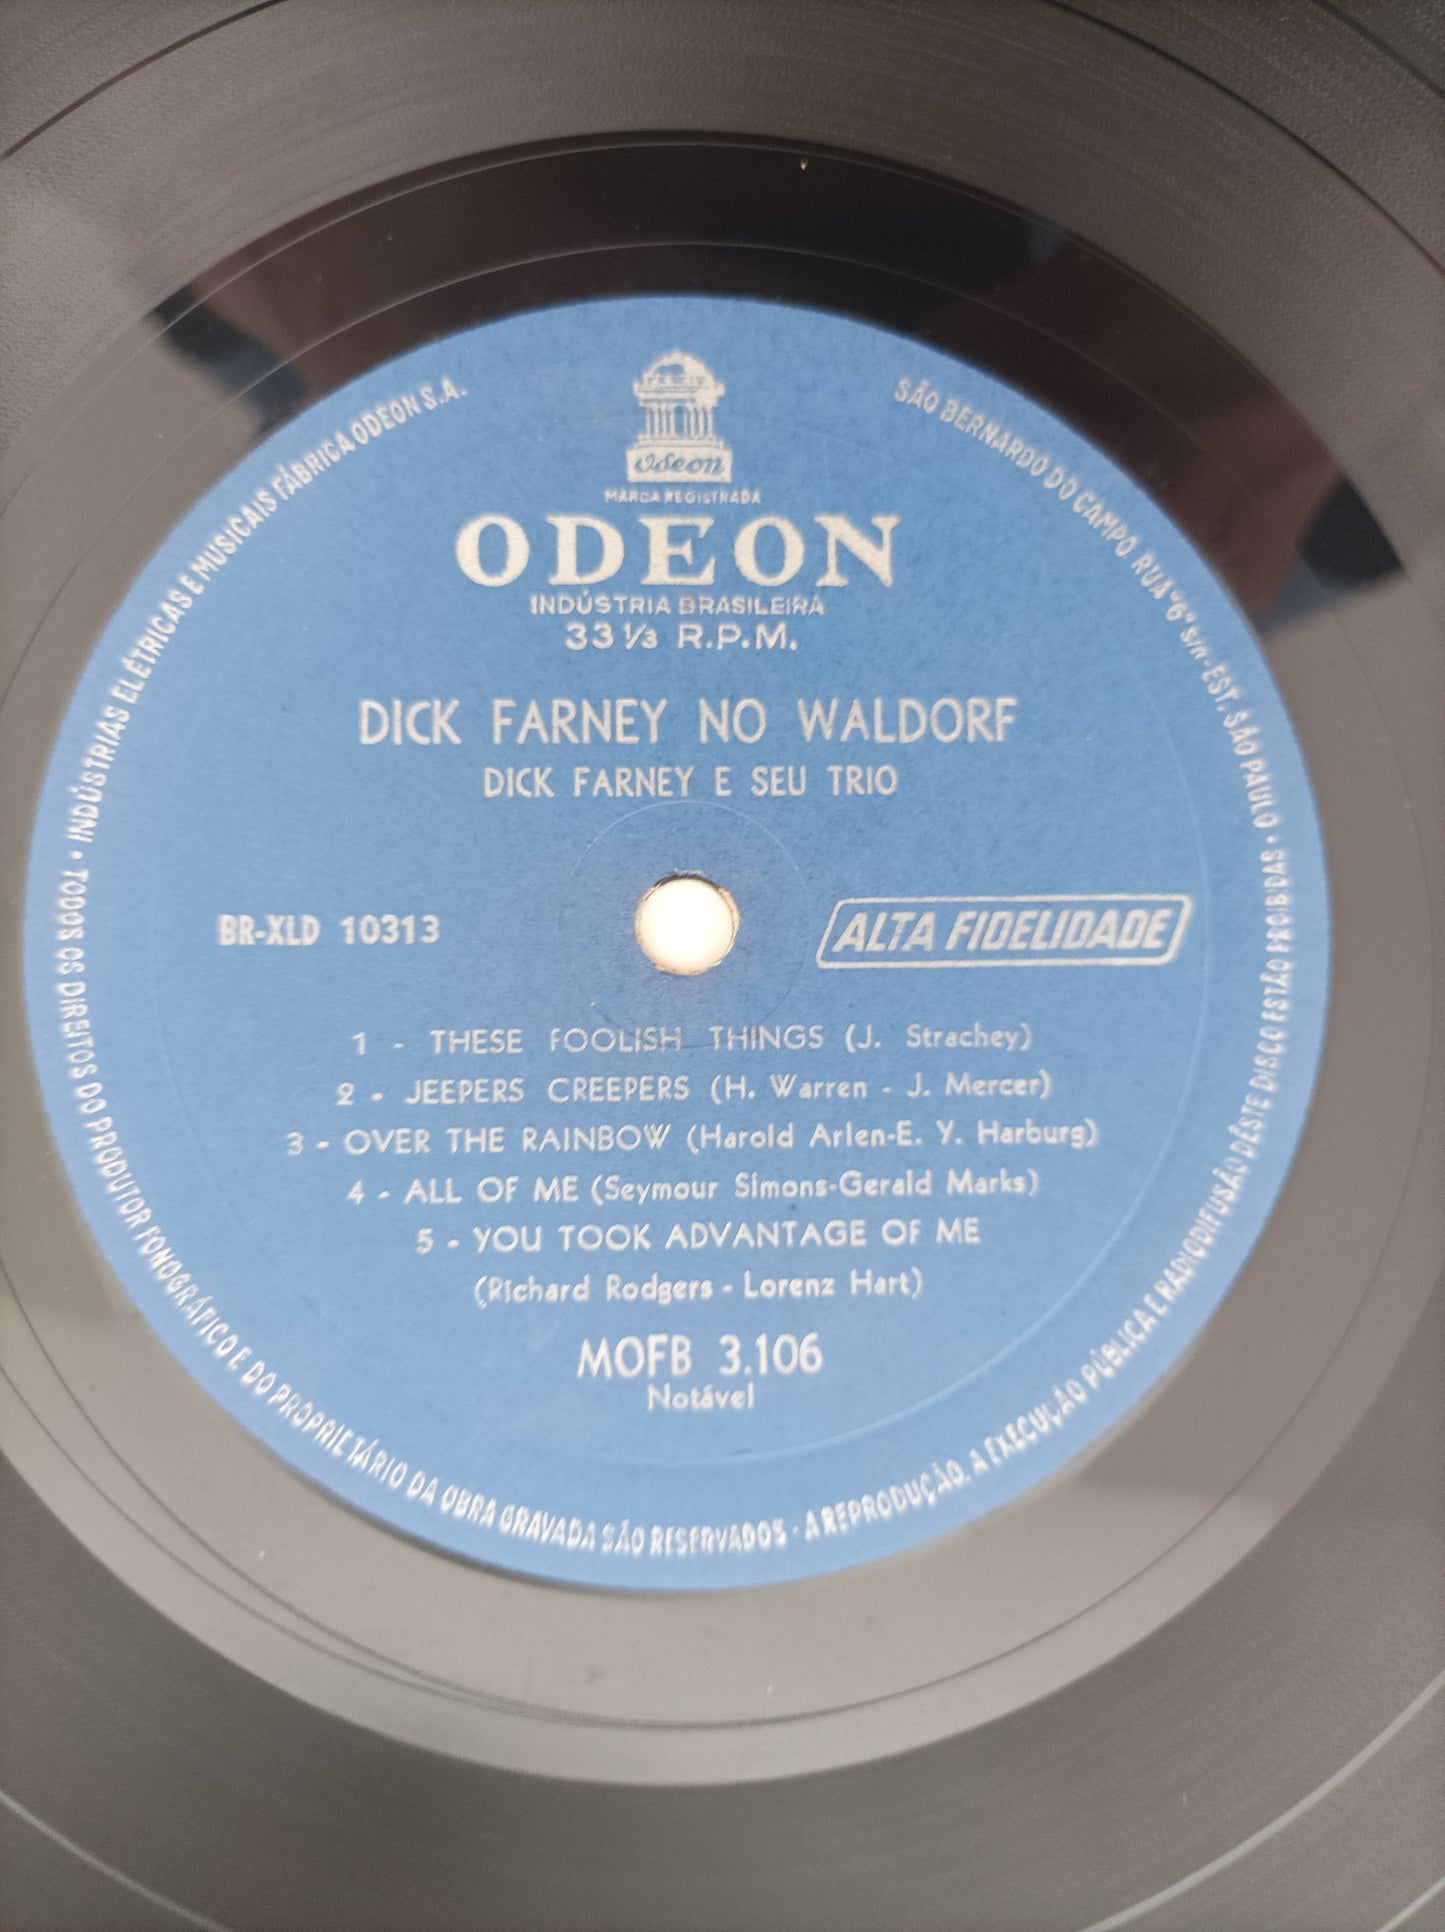 Odeon
MARCA REGISTRADA
ODEON
INDÚSTRIA BRASILEIRA
33 1/3 R.P.M.
DICK FARNEY NO WALDORF
DICK FARNEY E SEU TRIO
BR-XLD 10313
ALTA FIDELIDADE
1 - THESE FOOLISH THINGS (J. Strachey)
2 - JEEPERS CREEPERS (H. Warren - J. Mercer)
3 - OVER THE RAINBOW (Harold Arlen-E. Y. Harburg)
4 - ALL OF ME (Seymour Simons-Gerald Marks)
5 - YOU TOOK ADVANTAGE OF ME
(Richard Rodgers - Lorenz Hart)
MOFB 3.106
Notável
INDÚSTRIAS ELÉTRICAS E MUSICAIS FÁBRICA ODEON S.A.
SÃO BERNARDO DO CAMPO. RUA "6" s/n - EST. S. SÃO PAULO •
TODOS OS DIREITOS DO PRODUTOR FONOGRÁFICO E DO PROPRIETÁRIO DA OBRA GRAVADA SÃO RESERVADOS · A REPRODUÇÃO, A EXECUÇÃO PÚBLICA E RADIODIFUSÃO DÊSTE DISCO ESTÃO PROIBIDAS •